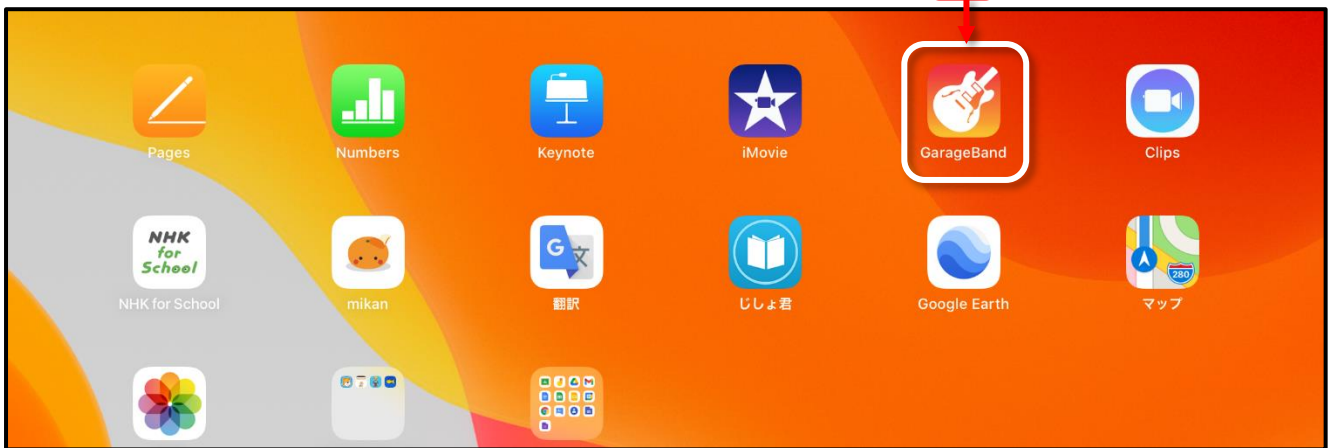 Pages
Numbers
Keynote
iMovie
GarageBand
Clips
NHK
for
School
G 文
280
NHK for School
mikan
翻訳
じしょ君
Google Earth
マップ